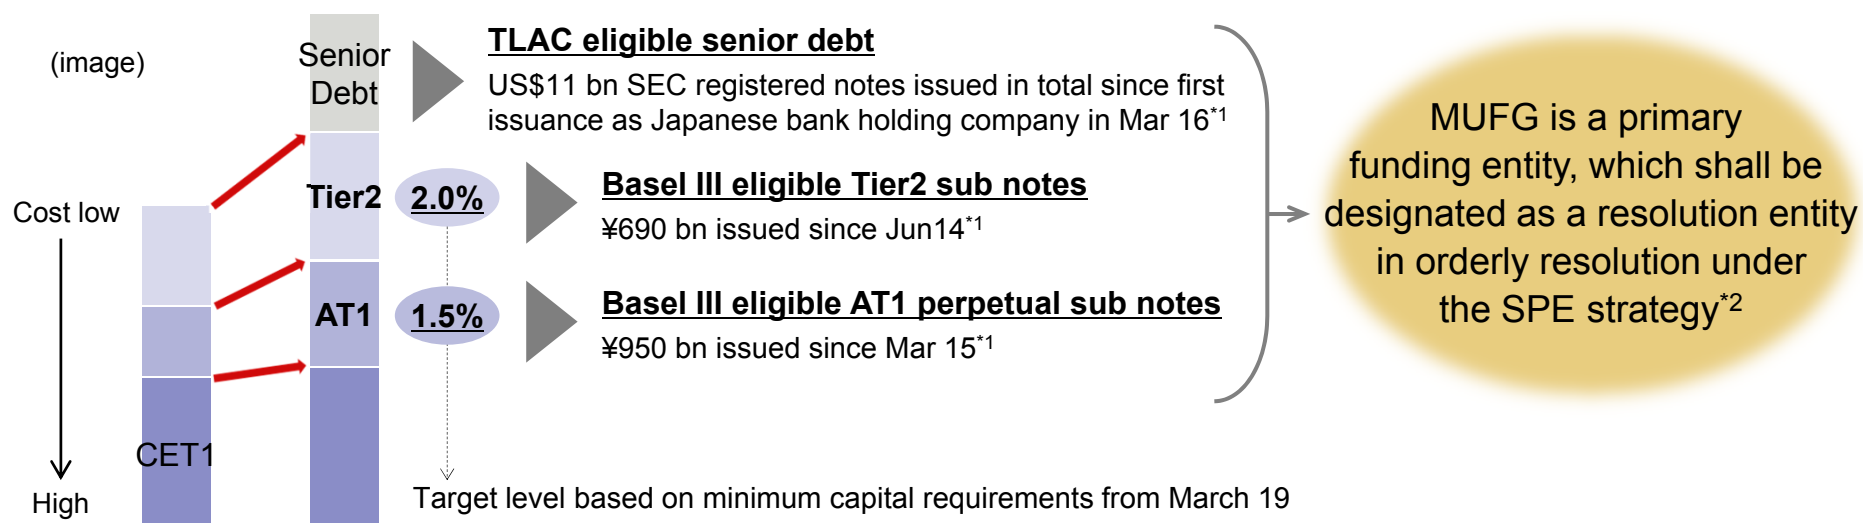 (image)
Cost low
High
CET1
Senior
Debt
Tier2
AT1
2.0%
1.5%
TLAC eligible senior debt
US$11 bn SEC registered notes issued in total since first
issuance as Japanese bank holding company in Mar 16*1
Basel III eligible Tier2 sub notes
¥690 bn issued since Jun14*1
Basel III eligible AT1 perpetual sub notes
¥950 bn issued since Mar 15*1
Target level based on minimum capital requirements from March 19
MUFG is a primary
funding entity, which shall be
designated as a resolution entity
in orderly resolution under
the SPE strategy*2